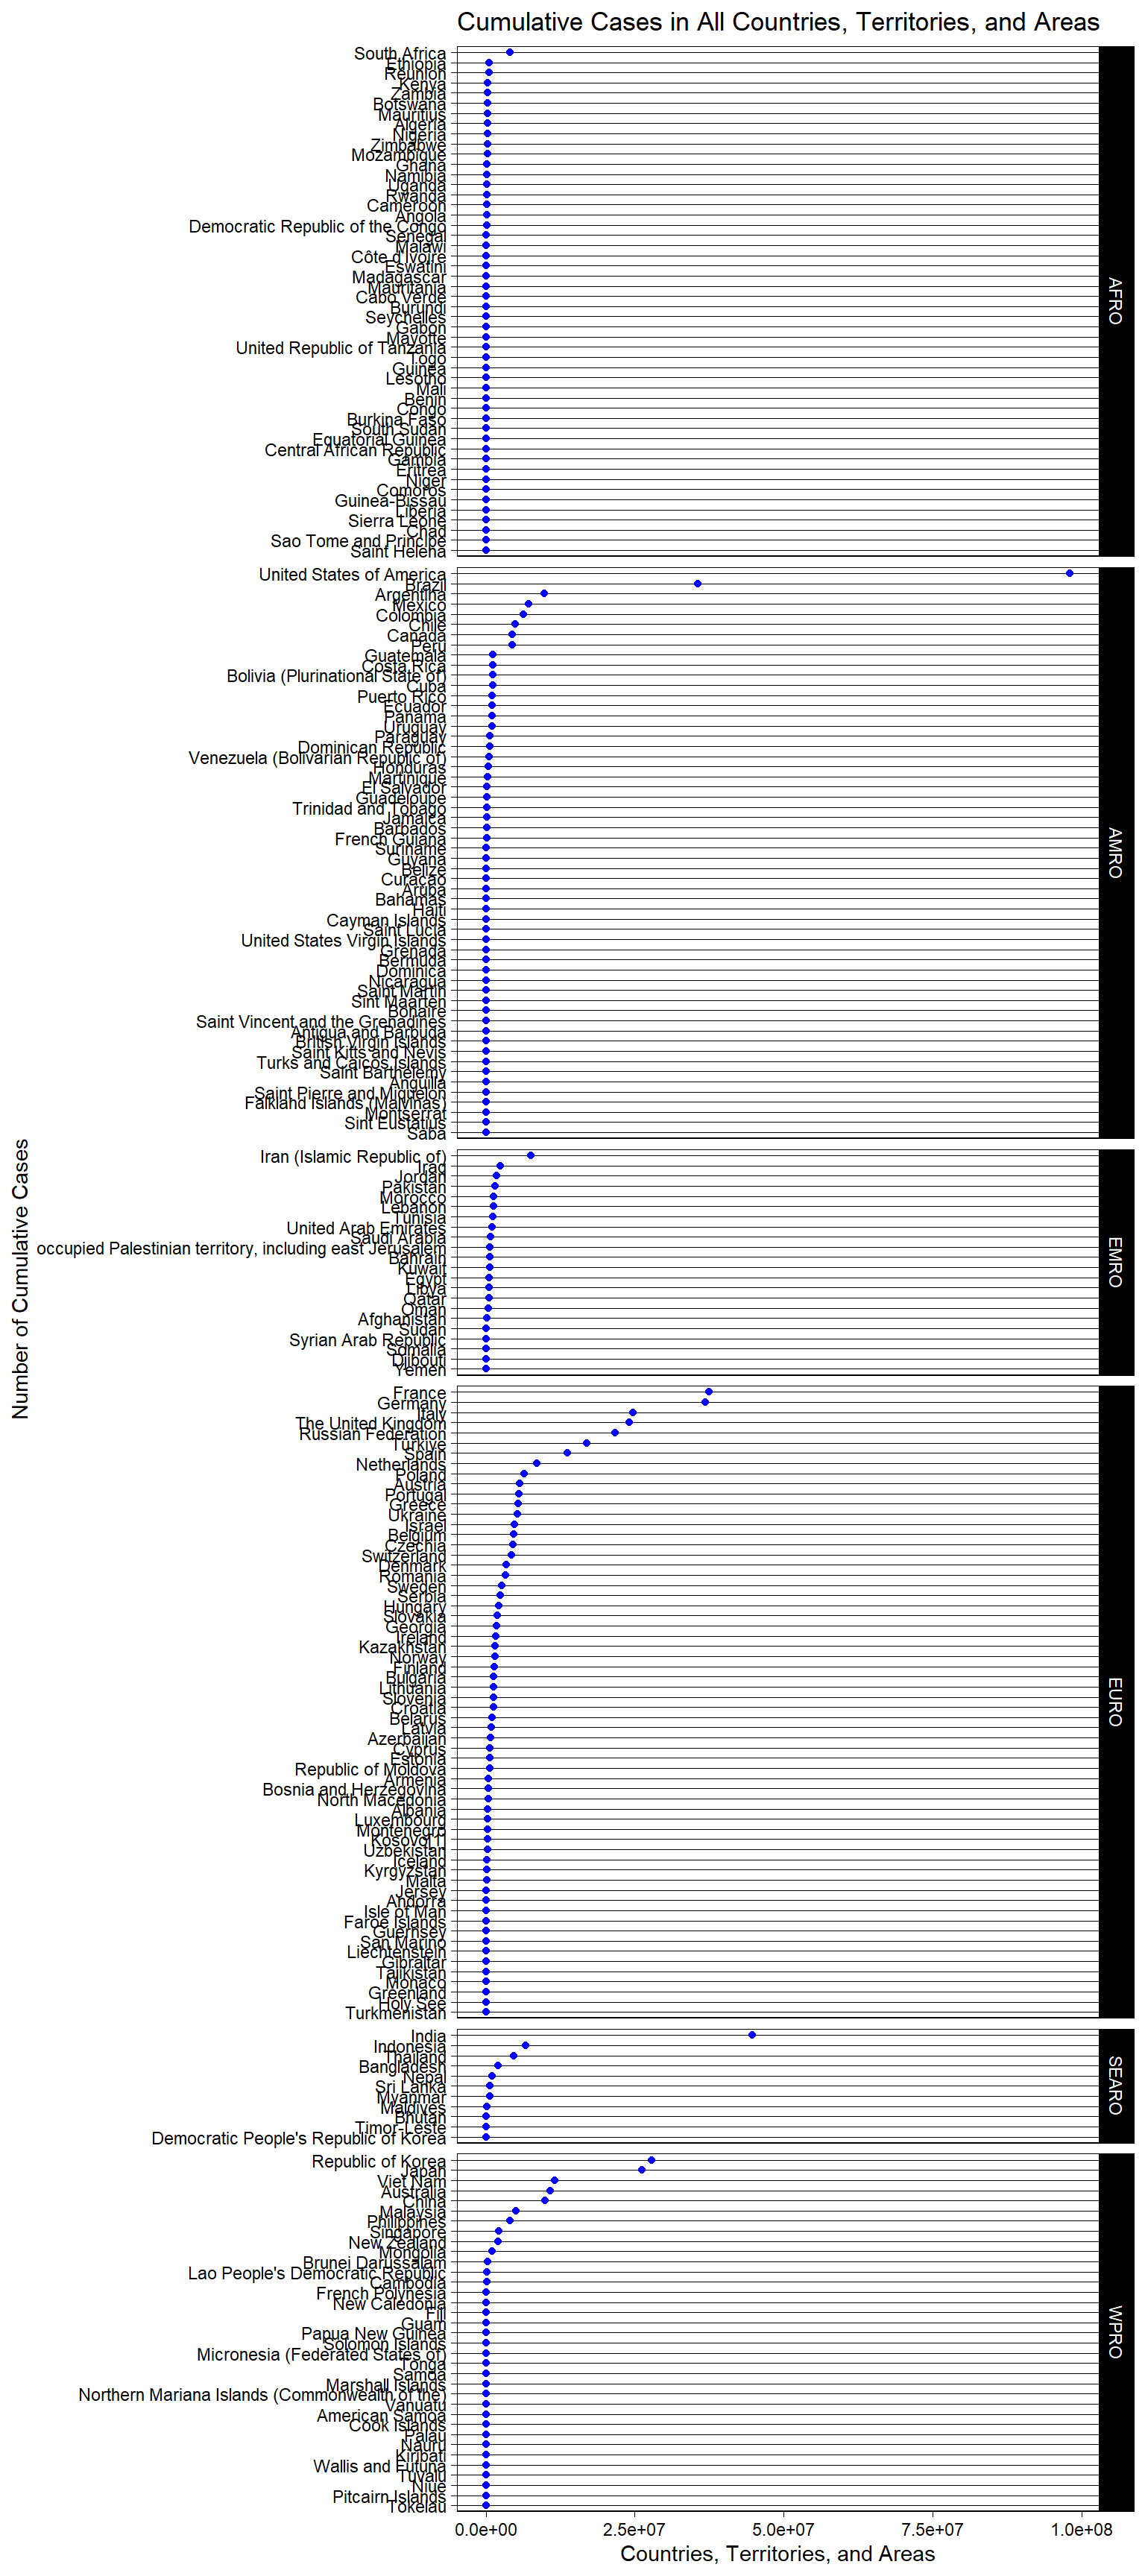 Cumulative Cases in All Countries, Territories, and Areas
South Africa
Ethiopia
Réunion
Kenya
Zambia
Botswana
Mauritius
Algeria
Nigeria
Zimbabwe
Mozambique
Ghana
Namibia
Uganda
Rwanda
Cameroon
Angola
Democratic Republic of the Congo
Senegal
Malawi
Côte d'Ivoire
Eswatini
Madagascar
Mauritania
Cabo Verde
Burundi
Seychelles
Gabon
Mayotte
United Republic of Tanzania
Togo
Guinea
Lesotho
Mali
Benin
Congo
Burkina Faso
South Sudan
Equatorial Guinea
Central African Republic
Gambia
Eritrea
Niger
Comoros
Guinea-Bissau
Liberia
Sierra Leone
Chad
Sao Tome and Principe
Saint Helena
AFRO
United States of America
Brazil
Argentina
Mexico
Colombia
Chile
Canada
Peru
Guatemala
Costa Rica
Bolivia (Plurinational State of)
Cuba
Puerto Rico
Ecuador
Panama
Uruguay
Paraguay
Dominican Republic
Venezuela (Bolivarian Republic of)
Honduras
Martinique
El Salvador
Guadeloupe
Trinidad and Tobago
Jamaica
Barbados
French Guiana
Suriname
Guyana
Belize
Curaçao
Aruba
Bahamas
Haiti
Cayman Islands
Saint Lucia
United States Virgin Islands
Grenada
Bermuda
Dominica
Nicaragua
Saint Martin
Sint Maarten
Bonaire
Saint Vincent and the Grenadines
Antigua and Barbuda
British Virgin Islands
Saint Kitts and Nevis
Turks and Caicos Islands
Saint Barthélemy
Anguilla
Saint Pierre and Miquelon
Falkland Islands (Malvinas)
Montserrat
Sint Eustatius
Saba
AMRO
Iran (Islamic Republic of)
Iraq
Jordan
Pakistan
Morocco
Lebanon
Tunisia
United Arab Emirates
Saudi Arabia
occupied Palestinian territory, including east Jerusalem
Bahrain
Kuwait
Egypt
Libya
Qatar
Oman
Afghanistan
Sudan
Syrian Arab Republic
Somalia
Djibouti
Yemen
EMRO
France
Germany
Italy
The United Kingdom
Russian Federation
Türkiye
Spain
Netherlands
Poland
Austria
Portugal
Greece
Ukraine
Israel
Belgium
Czechia
Switzerland
Denmark
Romania
Sweden
Serbia
Hungary
Slovakia
Georgia
Ireland
Kazakhstan
Norway
Finland
Bulgaria
Lithuania
Slovenia
Croatia
Belarus
Latvia
Azerbaijan
Cyprus
Estonia
Republic of Moldova
Armenia
Bosnia and Herzegovina
North Macedonia
Albania
Luxembourg
Montenegro
Kosovo[1]
Uzbekistan
Iceland
Kyrgyzstan
Malta
Jersey
Andorra
Isle of Man
Faroe Islands
Guernsey
San Marino
Liechtenstein
Gibraltar
Tajikistan
Monaco
Greenland
Holy See
Turkmenistan
EURO
India
Indonesia
Thailand
Bangladesh
Nepal
Sri Lanka
Myanmar
Maldives
Bhutan
Timor-Leste
Democratic People's Republic of Korea
SEARO
Republic of Korea
Japan
Viet Nam
Australia
China
Malaysia
Philippines
Singapore
New Zealand
Mongolia
Brunei Darussalam
Lao People's Democratic Republic
Cambodia
French Polynesia
New Caledonia
Fiji
Guam
Papua New Guinea
Solomon Islands
Micronesia (Federated States of)
Tonga
Samoa
Marshall Islands
Northern Mariana Islands (Commonwealth of the)
Vanuatu
American Samoa
Cook Islands
Palau
Nauru
Kiribati
Wallis and Futuna
Tuvalu
Niue
Pitcairn Islands
Tokelau
WPRO
0.0e+00 2.5e+07 5.0e+07 7.5e+07 1.0e+08
Countries, Territories, and Areas
Number of Cumulative Cases